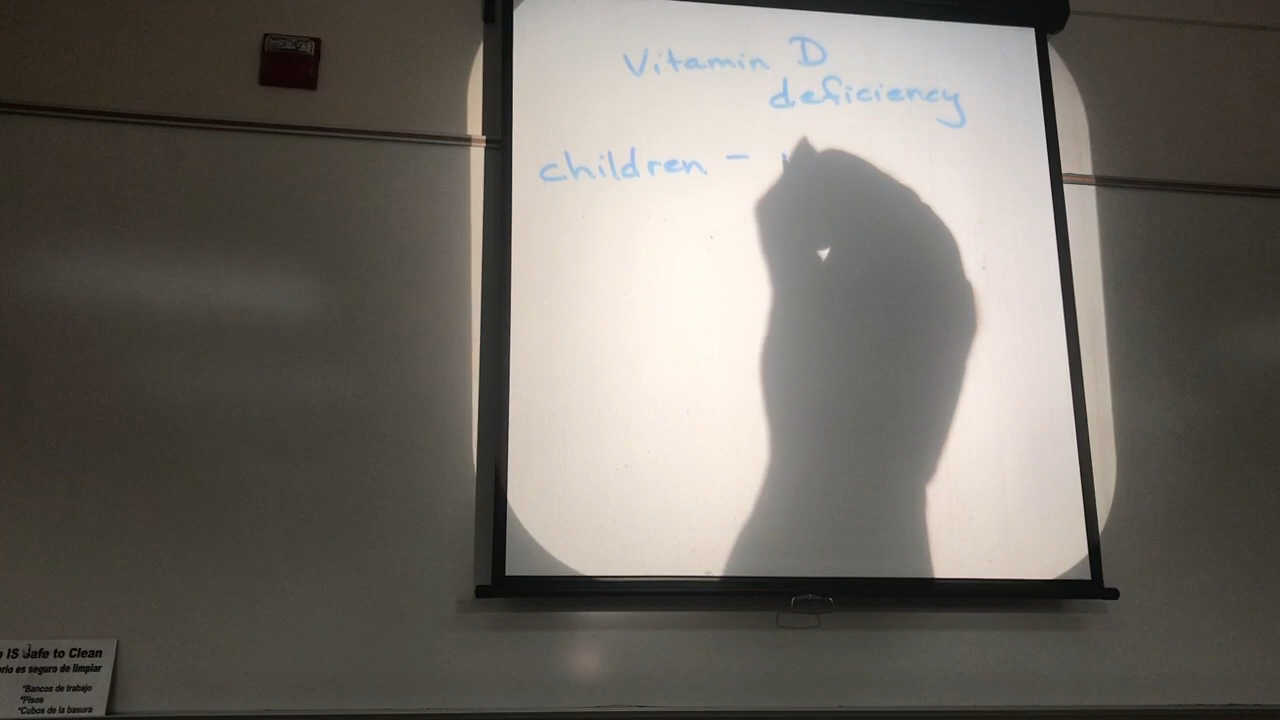 Vitamin D
deficiency
children -
IS Safe to Clean
es seguro de limpiar
*Bancos de trabajo
*Pisos
*Cubos de la basura